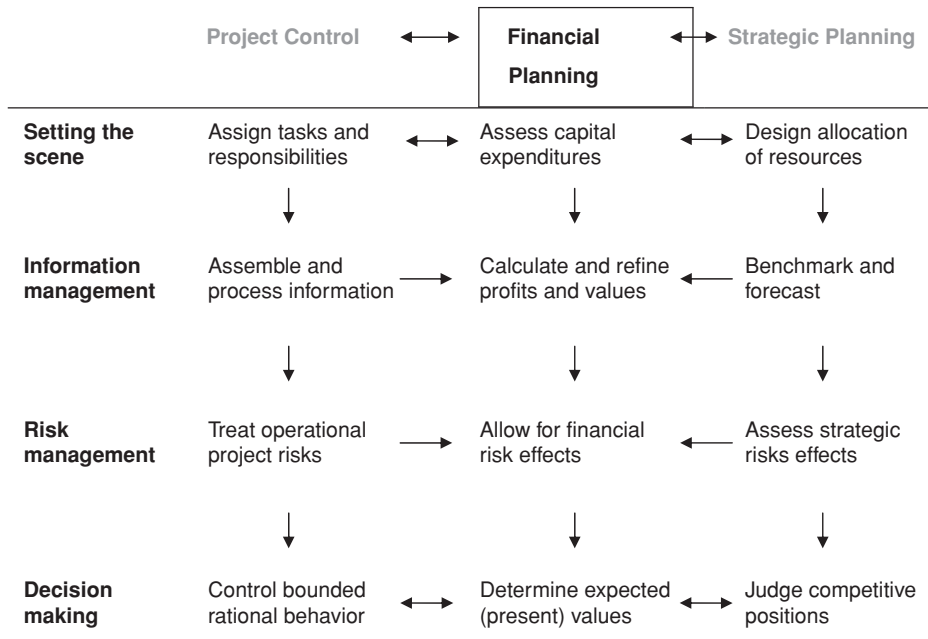 Project Control Financial Strategic Planning
Planning
Setting the Assign tasks and Assess capital Design allocation
scene responsibilities expenditures of resources
Information Assemble and Calculate and refine Benchmark and
management process information profits and values forecast
Risk Treat operational Allow for financial Assess strategic
management project risks risk effects risks effects
Decision Control bounded Determine expected Judge competitive
making rational behavior (present) values positions